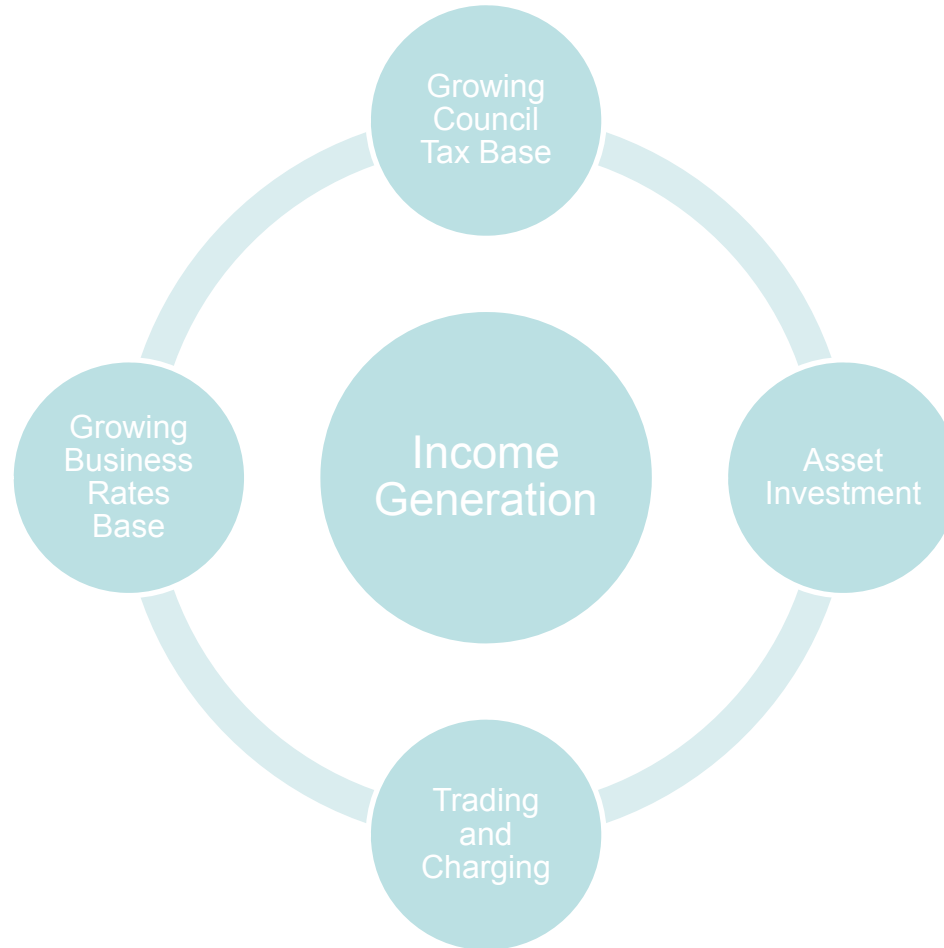 Growing
Council
Tax Base
Growing
Business
Rates
Base
Income
Generation
Asset
Investment
Trading
and
Charging